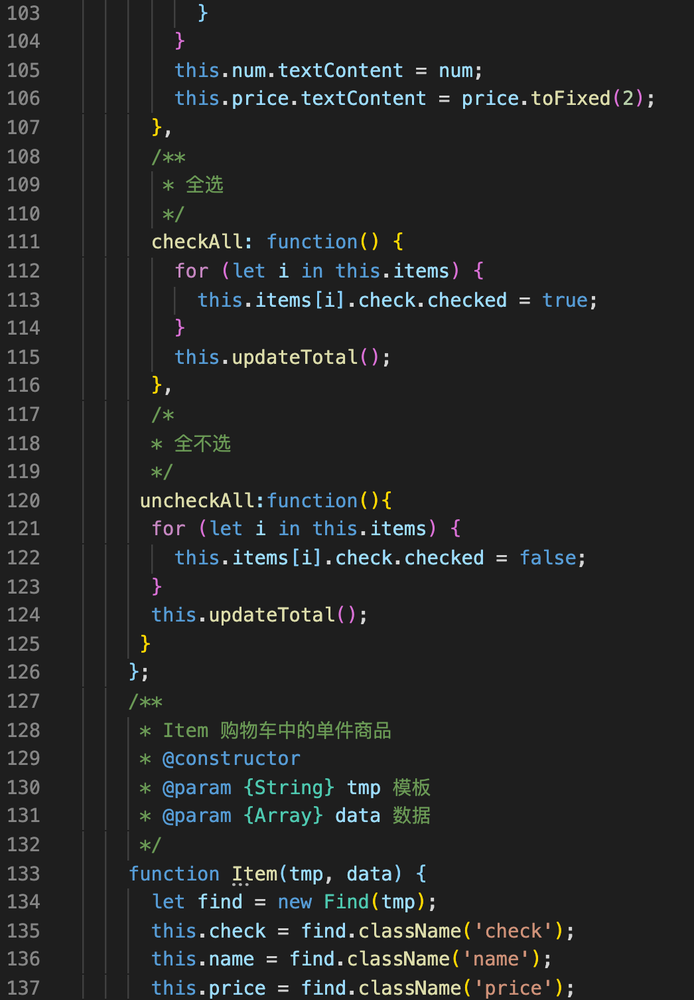 103 }
104 }
105 this.num.textContent = num;
106 this.price.textContent = price.toFixed(2);
107 },
108 /**
109 * 全选
110 */
111 checkAll: function() {
112 for (let i in this.items) {
113 this.items[i].check.checked = true;
114 }
115 this.updateTotal();
116 },
117 /*
118 * 全不选
119 */
120 uncheckAll:function(){
121 for (let i in this.items) {
122 this.items[i].check.checked = false;
123 }
124 this.updateTotal();
125 }
126 };
127 /**
128 * Item 购物车中的单件商品
129 * @constructor
130 * @param {String} tmp 模板
131 * @param {Array} data 数据
132 */
133 function Item(tmp, data) {
134 let find = new Find(tmp);
135 this.check = find.className('check');
136 this.name = find.className('name');
137 this.price = find.className('price');